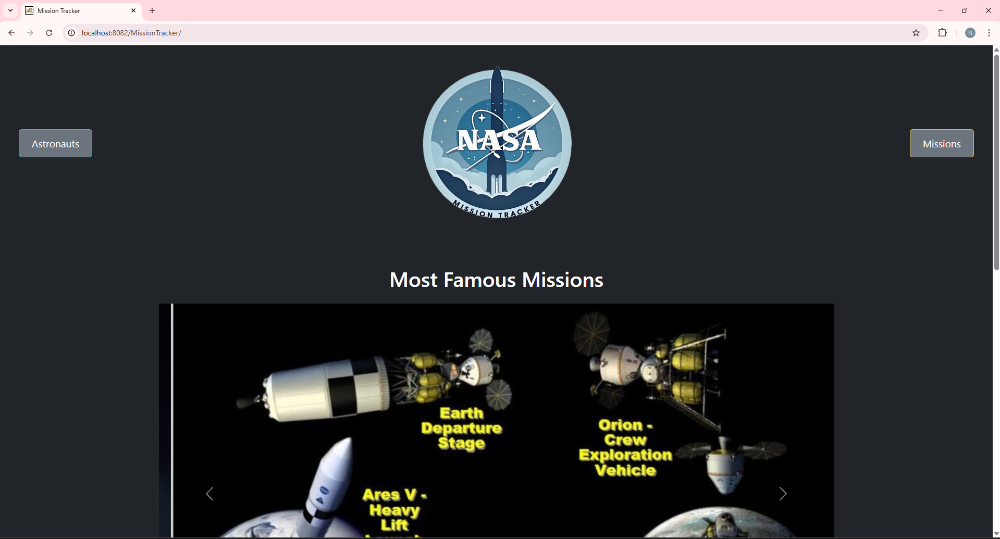 Mission Tracker
localhost:8082/MissionTracker/
R
NASA
MISSION TRACKER
Astronauts
Missions
Most Famous Missions
Earth
Departure
Stage
Orion -
Crew
Exploration
Vehicle
Ares V -
Heavy
Lift